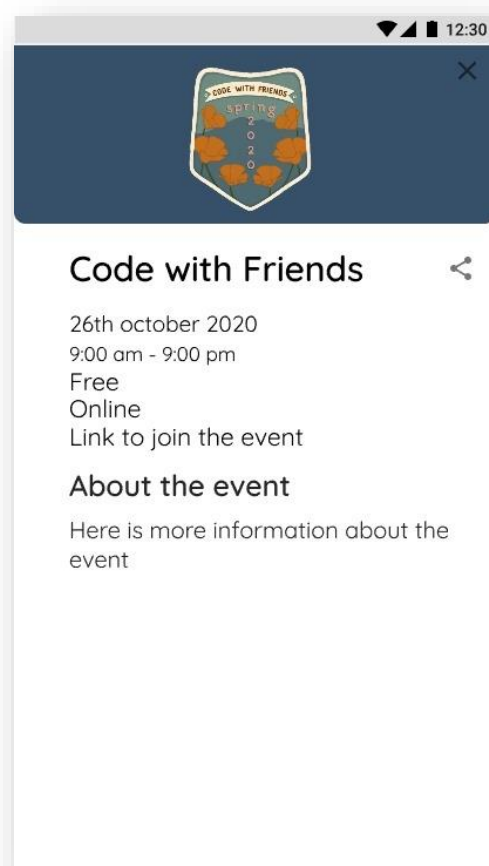 12:30
CODE WITH FRIENDS
spring
2
0
2
0
Code with Friends
26th october 2020
9:00 am - 9:00 pm
Free
Online
Link to join the event
About the event
Here is more information about the
event